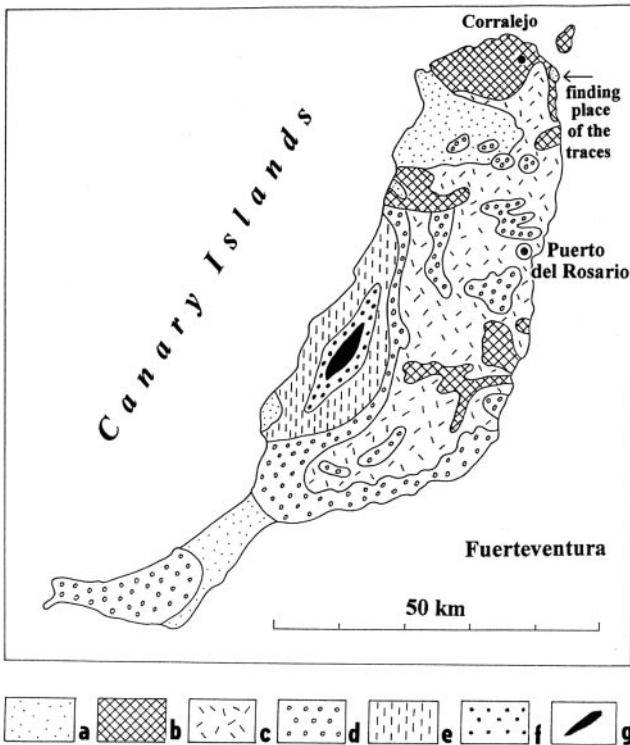 Corralejo
finding
place
of the
traces
Canary Islands
Puerto
del Rosario
Fuerteventura
50 km
a b c d e f g